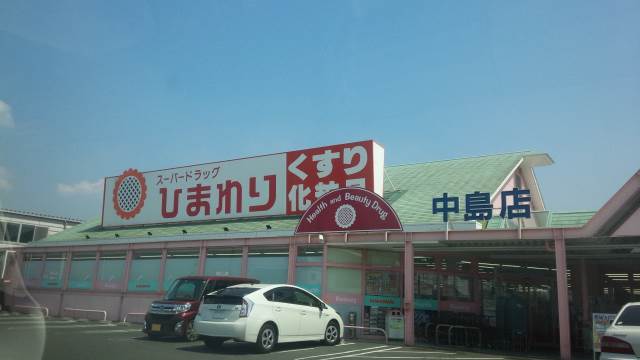 スーパードラッグ
ひまわり
くすり
化粧品
Health and Beauty Drug
中島店